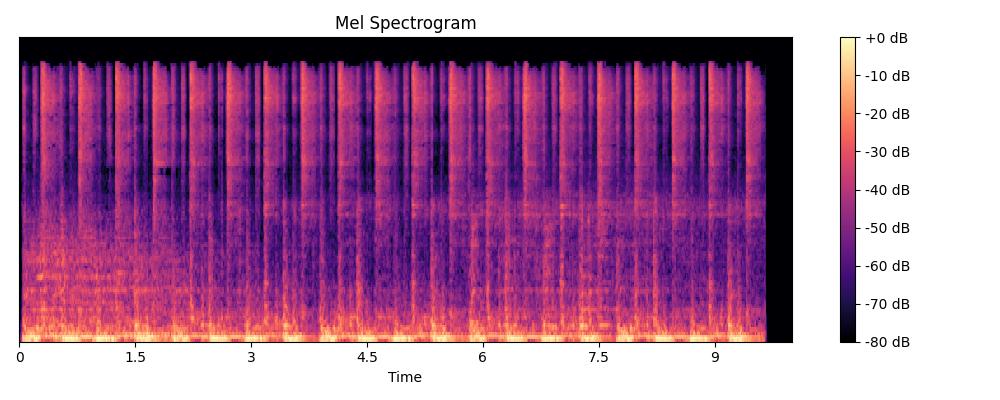 Mel Spectrogram
+0 dB
-10 dB
-20 dB
-30 dB
-40 dB
-50 dB
-60 dB
-70 dB
-80 dB
0 1.5 3 4.5 6 7.5 9
Time